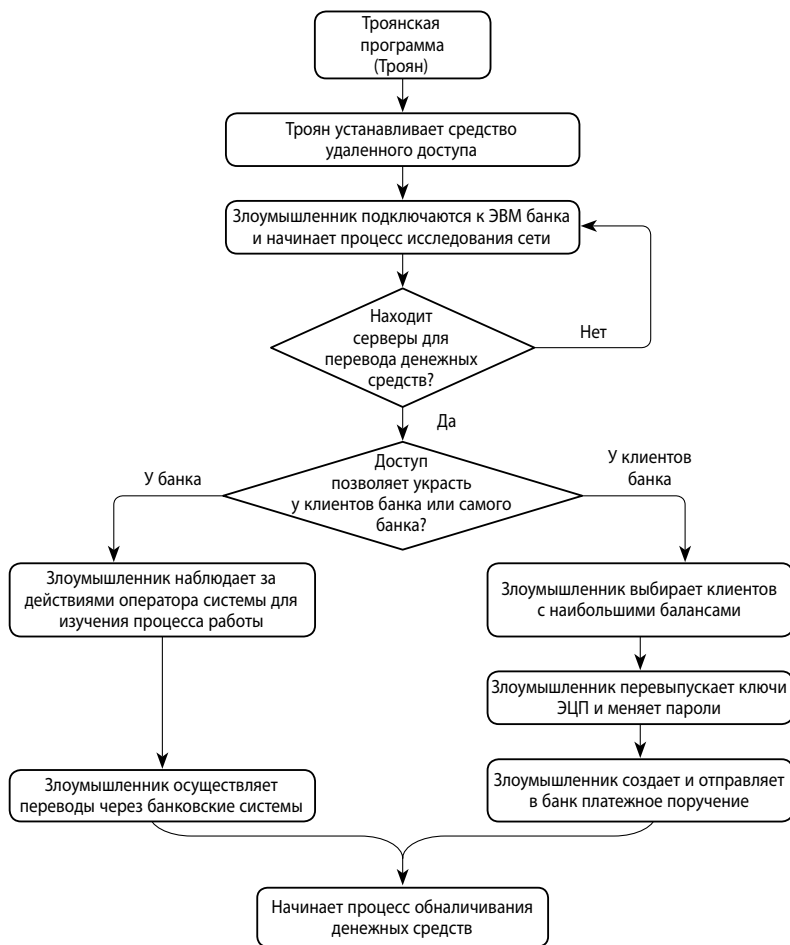 Троянская
программа
(Троян)
Троян устанавливает средство
удаленного доступа
Злоумышленник подключаются к ЭВМ банка
и начинает процесс исследования сети
Находит
серверы для
перевода денежных
средств?
Нет
Да
Доступ
позволяет украсть
у клиентов банка или самого
банка?
У банка
У клиентов
банка
Злоумышленник наблюдает за
действиями оператора системы для
изучения процесса работы
Злоумышленник выбирает клиентов
с наибольшими балансами
Злоумышленник перевыпускает ключи
ЭЦП и меняет пароли
Злоумышленник осуществляет
переводы через банковские системы
Злоумышленник создает и отправляет
в банк платежное поручение
Начинает процесс обналичивания
денежных средств